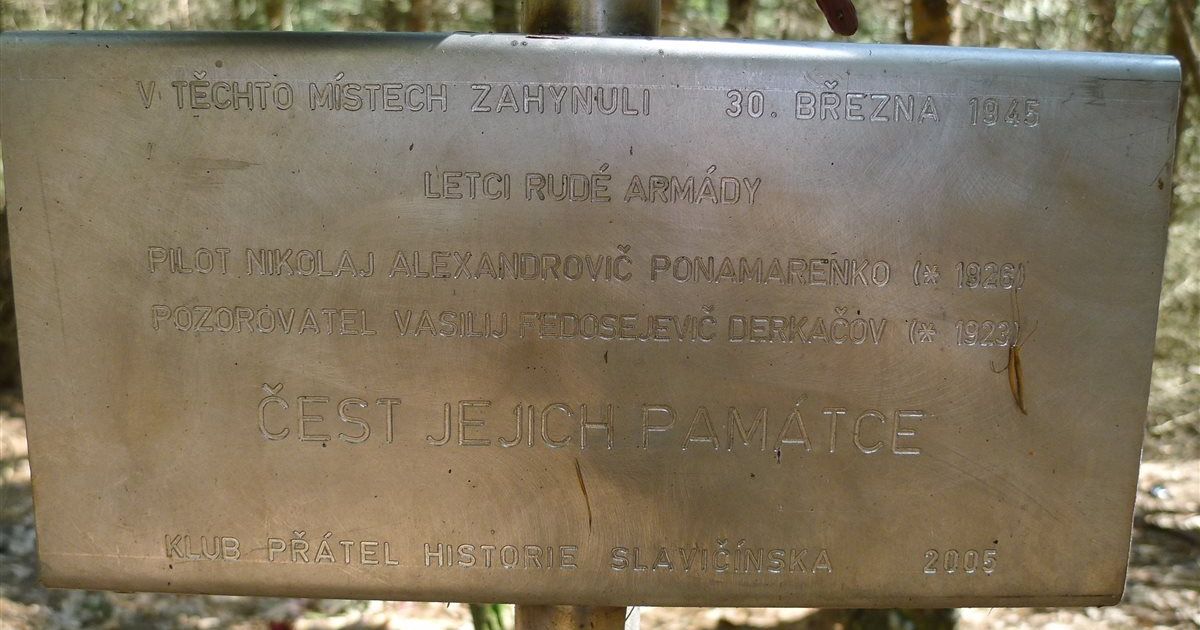 V TĚCHTO MÍSTECH ZAHYNULI 30. BŘEZNA 1945
LETCI RUDÉ ARMÁDY
PILOT NIKOLAJ ALEXANDROVIČ PONAMARENKO (* 1926)
POZOROVATEL VASILIJ FEDOSEJEVIČ DERKAČOV (* 1923)
ČEST JEJICH PAMÁTCE
KLUB PŘÁTEL HISTORIE SLAVIČÍNSKA 2005